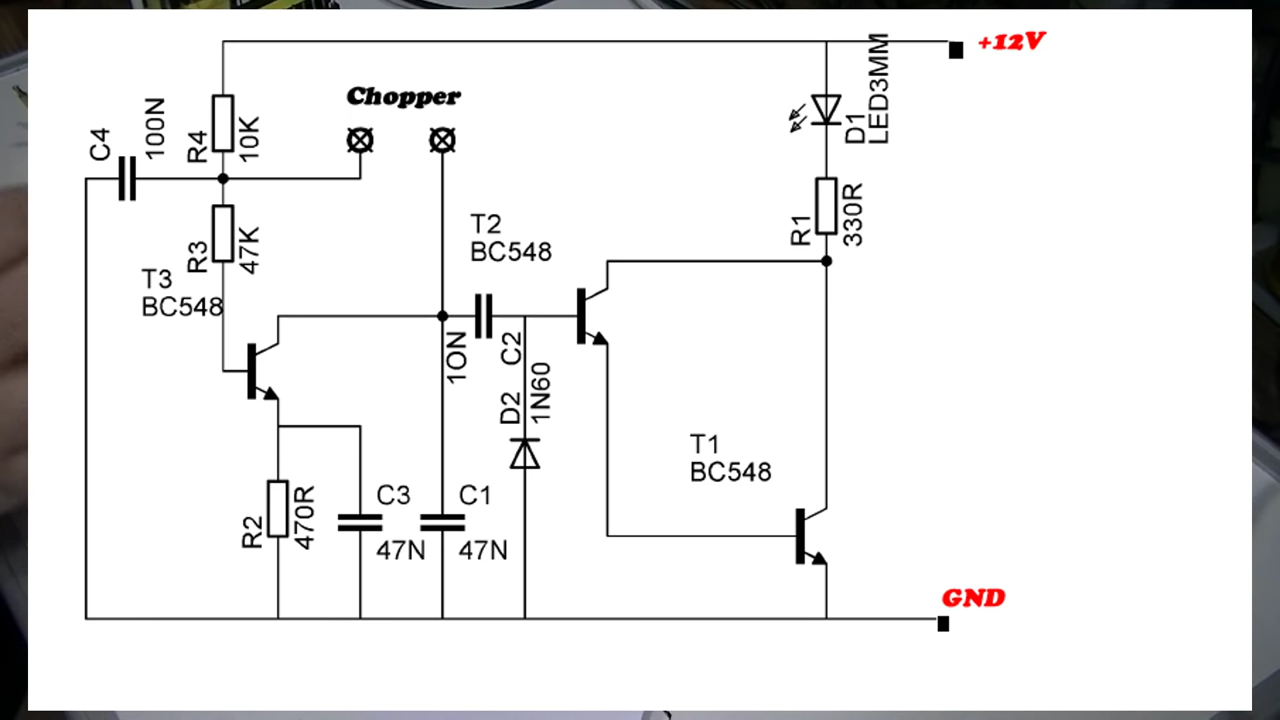 +12V
Chopper
C4
100N
R4
10K
D1
LED3MM
R1
330R
R3
47K
T2
BC548
T3
BC548
1ON
C2
D2
1N60
T1
BC548
R2
470R
C3
47N
C1
47N
GND